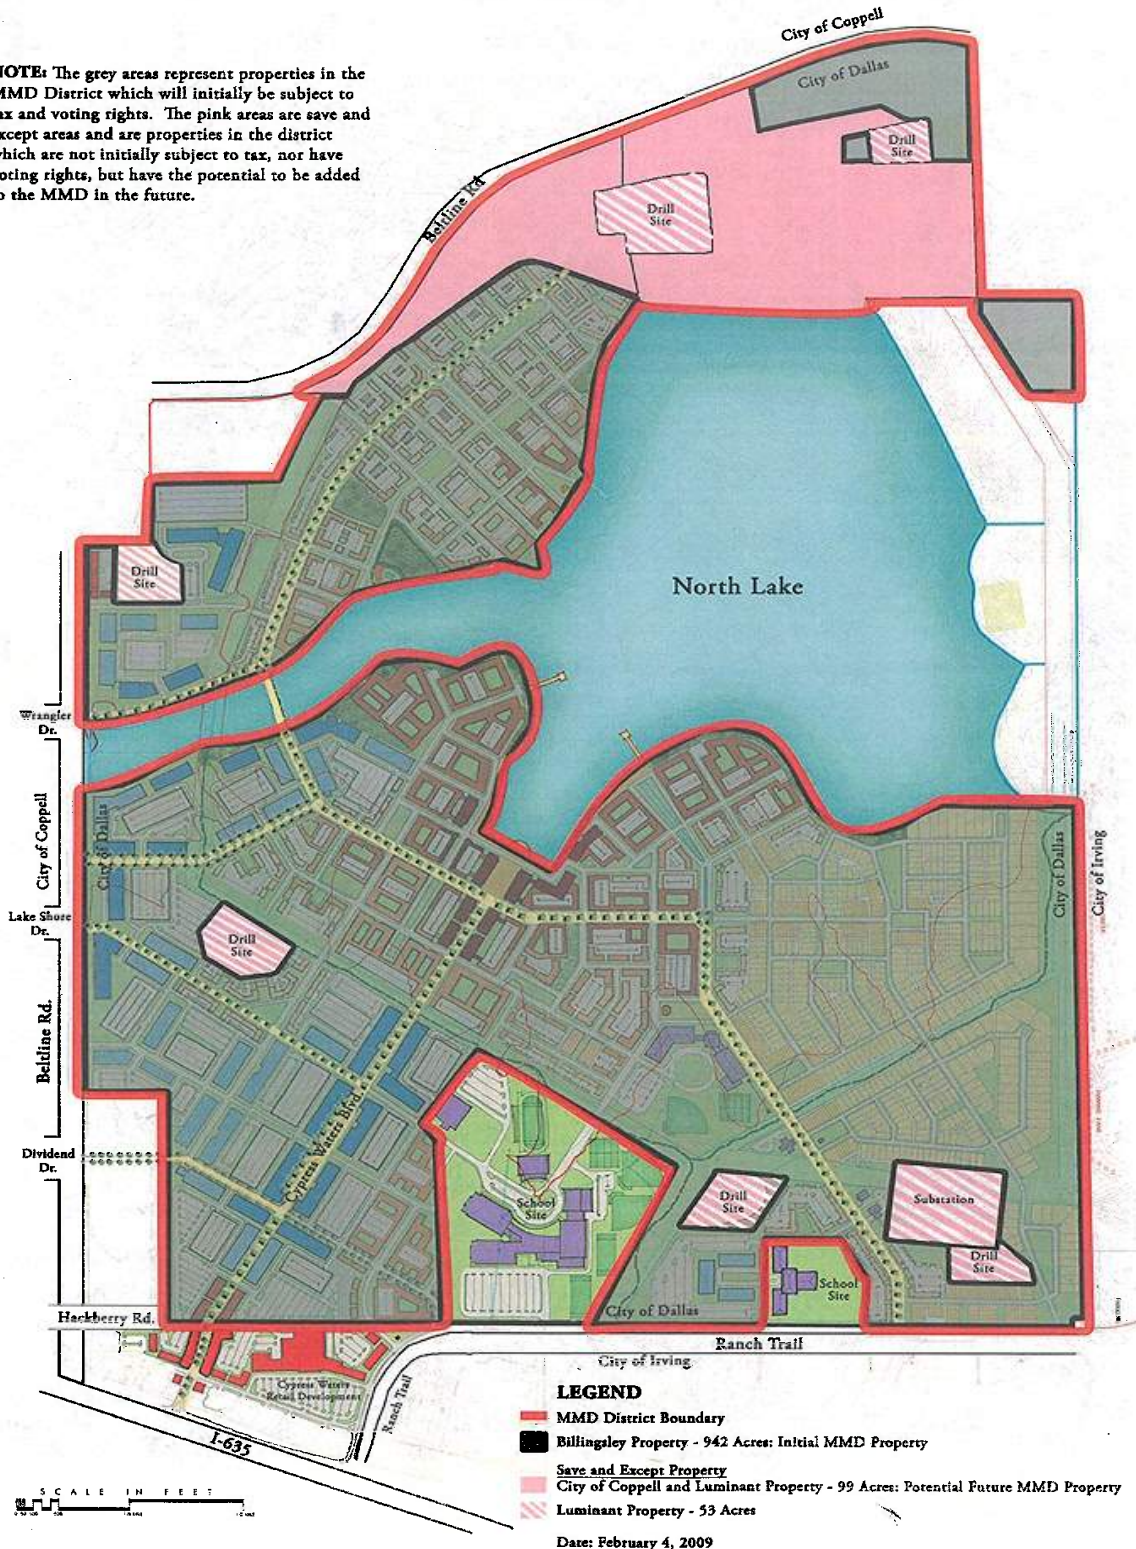 City of Coppell
NOTE: The grey areas represent properties in the
MMD District which will initially be subject to
tax and voting rights. The pink areas are save and
except areas and are properties in the district
which are not initially subject to tax, nor have
voting rights, but have the potential to be added
to the MMD in the future.
City of Dallas
Drill
Site
Beltline Rd
Drill
Site
Drill
Site
North Lake
Wrangler
Dr.
City of Coppell
City of Dallas
City of Dallas
City of Irving
Lake Shore
Dr.
Drill
Site
Beltline Rd.
Cypress Waters Blvd.
Dividend
Dr.
School
Site
Drill
Site
Substation
Drill
Site
School
Site
City of Dallas
Hackberry Rd.
Ranch Trail
City of Irving
Cypress Waters
Retail Development
Ranch Trail
I-635
LEGEND
MMD District Boundary
Billingsley Property - 942 Acres: Initial MMD Property
Save and Except Property
City of Coppell and Luminant Property - 99 Acres: Potential Future MMD Property
Luminant Property - 53 Acres
Date: February 4, 2009
SCALE IN FEET